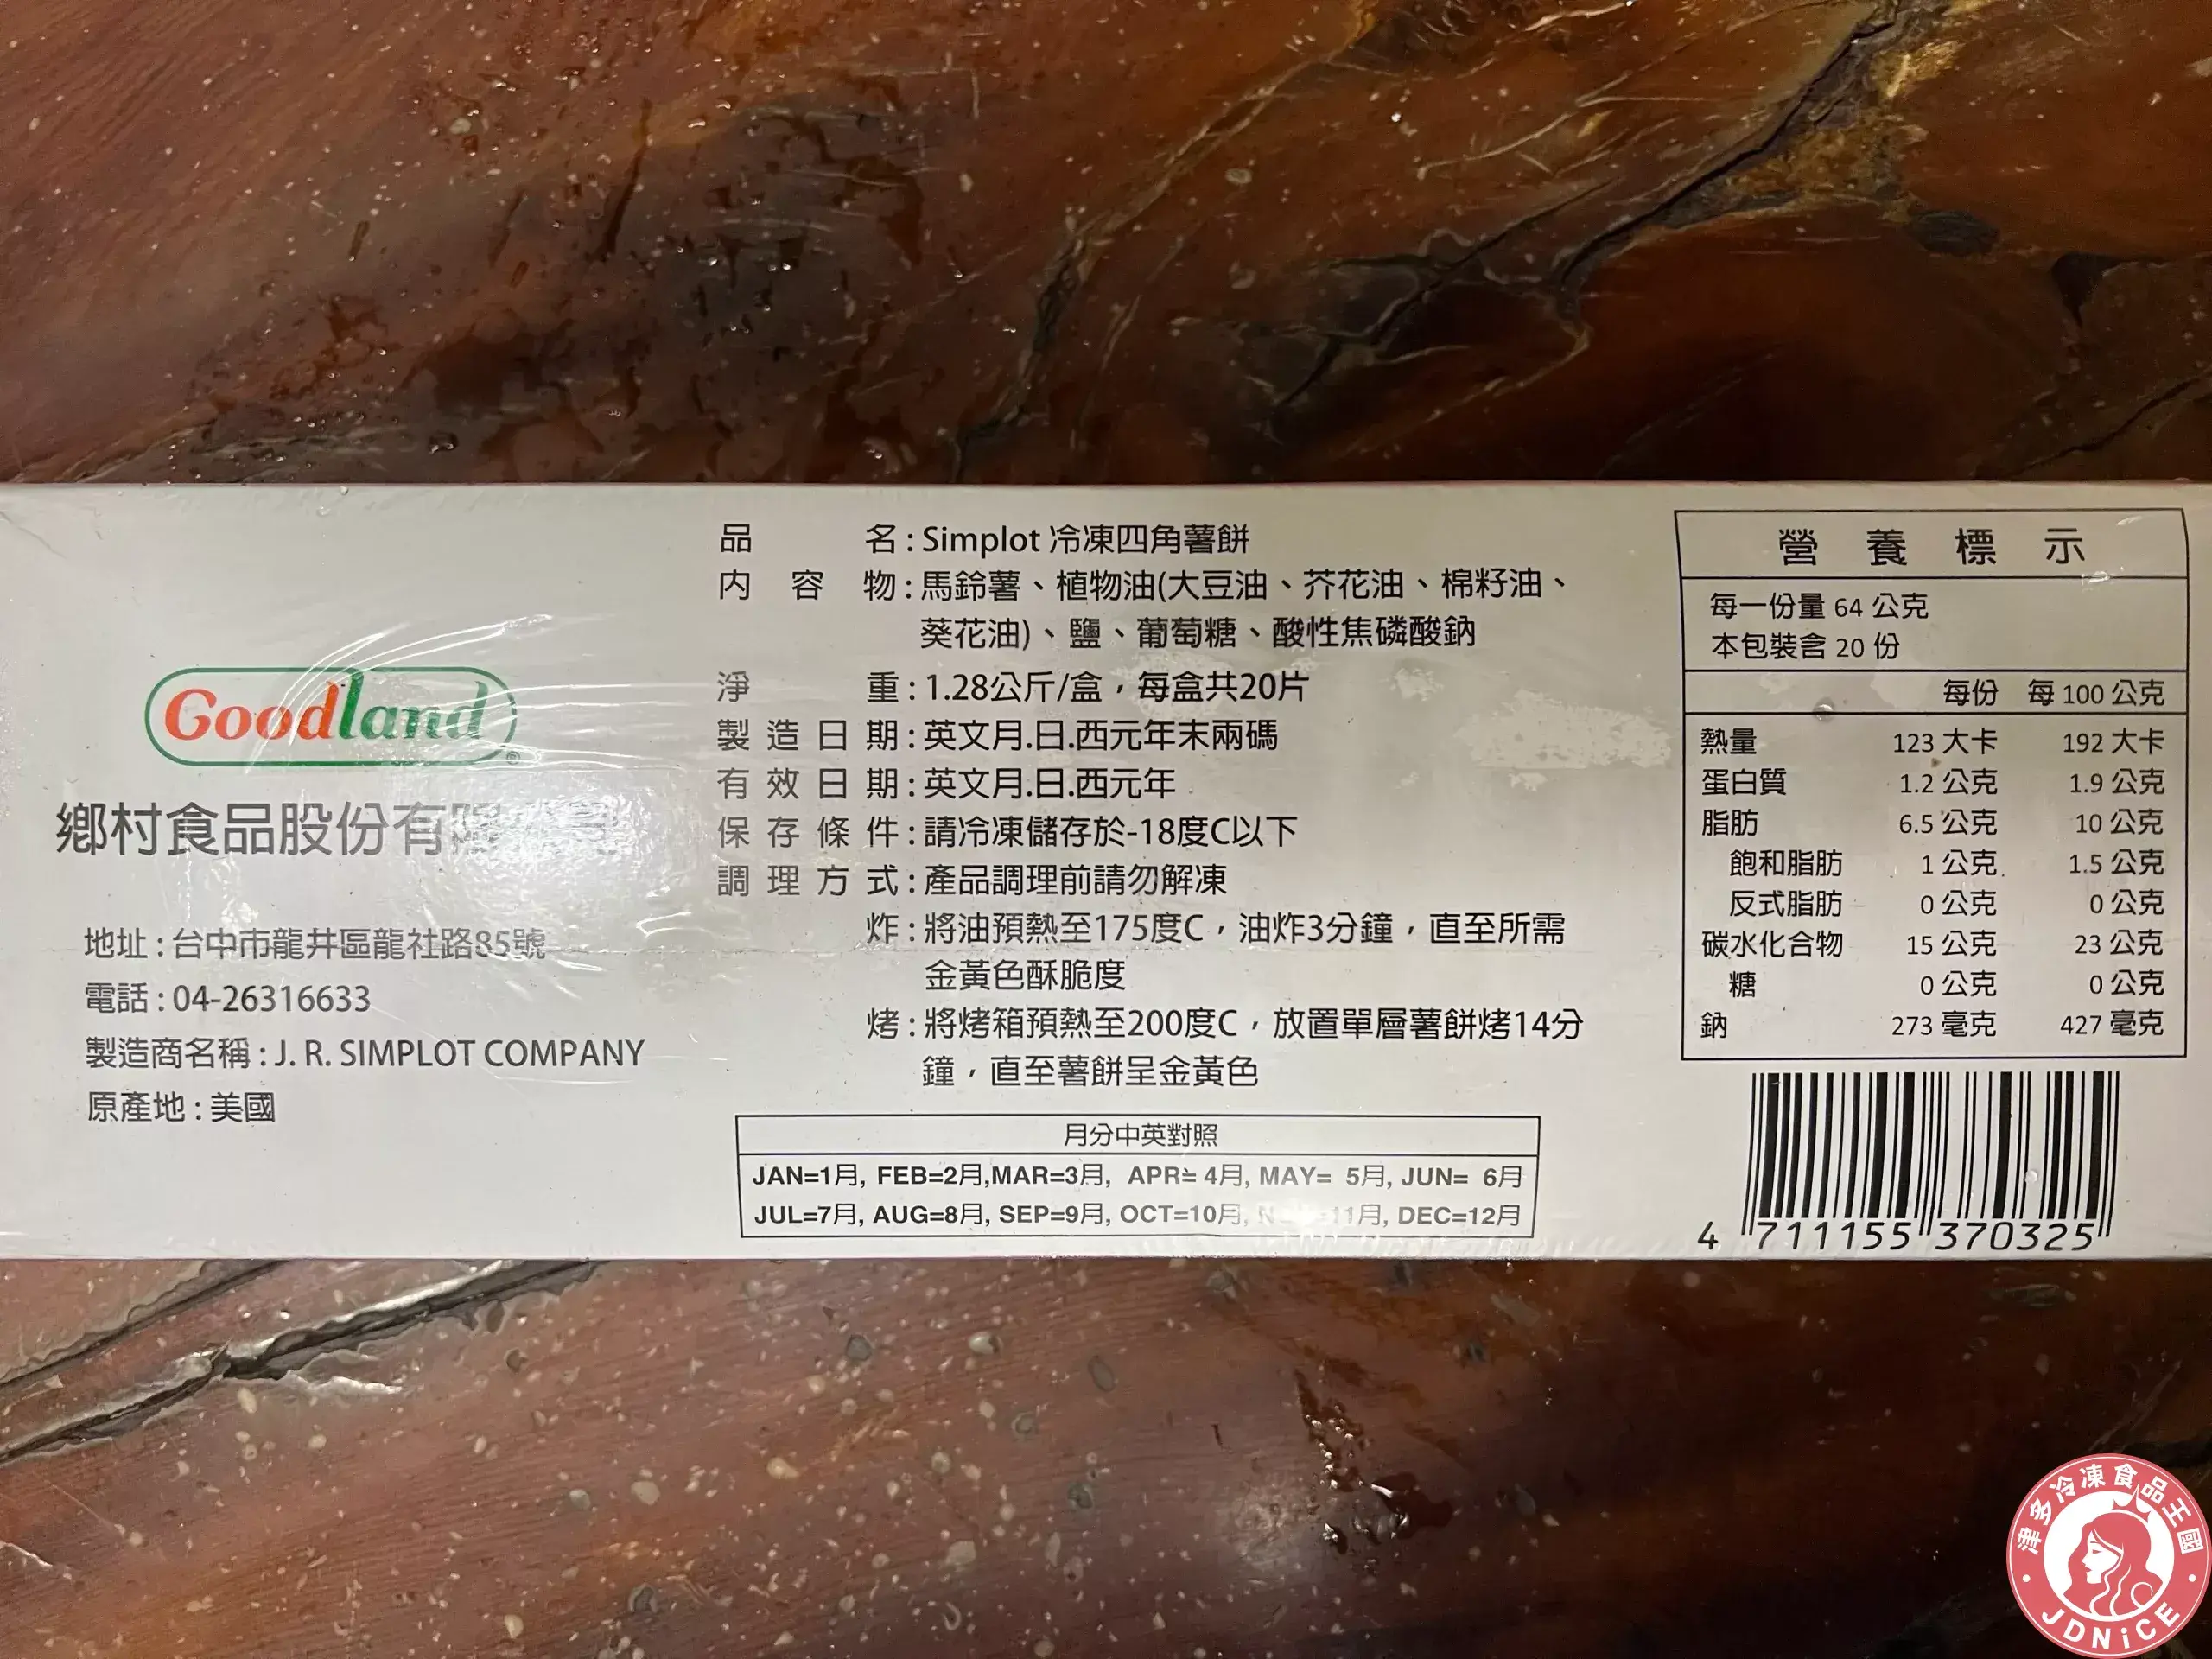 Goodland
鄉村食品股份有限
地址:台中市龍井區龍社路85號
電話:04-26316633
製造商名稱:J. R. SIMPLOT COMPANY
原產地:美國
品名:Simplot 冷凍四角薯餅
內容物:馬鈴薯、植物油(大豆油、芥花油、棉籽油、
葵花油)、鹽、葡萄糖、酸性焦磷酸鈉
淨重:1.28公斤/盒,每盒共20片
製造日期:英文月.日.西元年末兩碼
有效日期:英文月.日.西元年
保存條件:請冷凍儲存於-18度C以下
調理方式:產品調理前請勿解凍
炸:將油預熱至175度C,油炸3分鐘,直至所需
金黃色酥脆度
烤:將烤箱預熱至200度C,放置單層薯餅烤14分
鐘,直至薯餅呈金黃色
月分中英對照
JAN=1月, FEB=2月,MAR=3月, APR= 4月, MAY= 5月, JUN= 6月
JUL=7月, AUG=8月, SEP=9月, OCT=10月, =11月, DEC=12月
營養標示
每一份量 64 公克
本包裝含 20 份
每份 每 100 公克
熱量 123 大卡 192 大卡
蛋白質 1.2 公克 1.9 公克
脂肪 6.5 公克 10 公克
飽和脂肪 1 公克 1.5 公克
反式脂肪 0 公克 0 公克
碳水化合物 15 公克 23 公克
糖 0 公克 0 公克
鈉 273 毫克 427 毫克
4 711155 370325
津多冷凍食品王國
JDNiCE